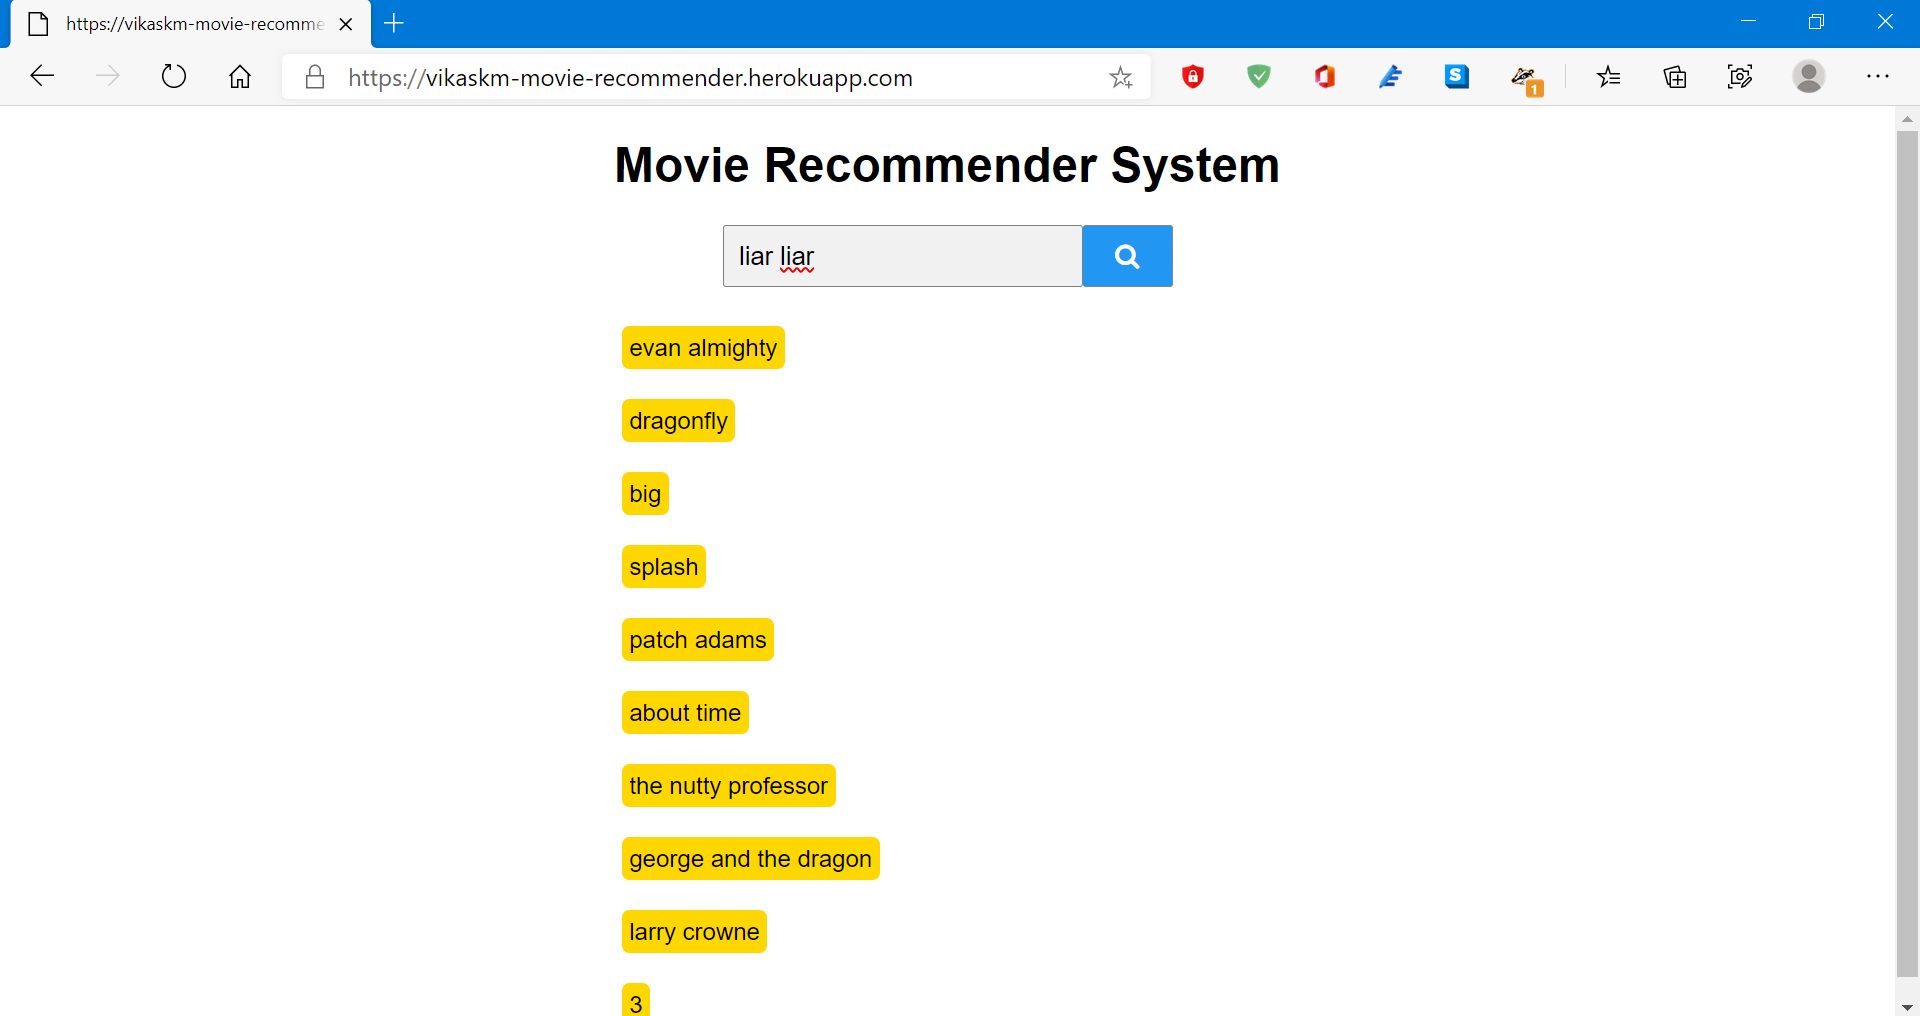 https://vikaskm-movie-recomme
https://vikaskm-movie-recommender.herokuapp.com
S
1
Movie Recommender System
liar liar
evan almighty
dragonfly
big
splash
patch adams
about time
the nutty professor
george and the dragon
larry crowne
3